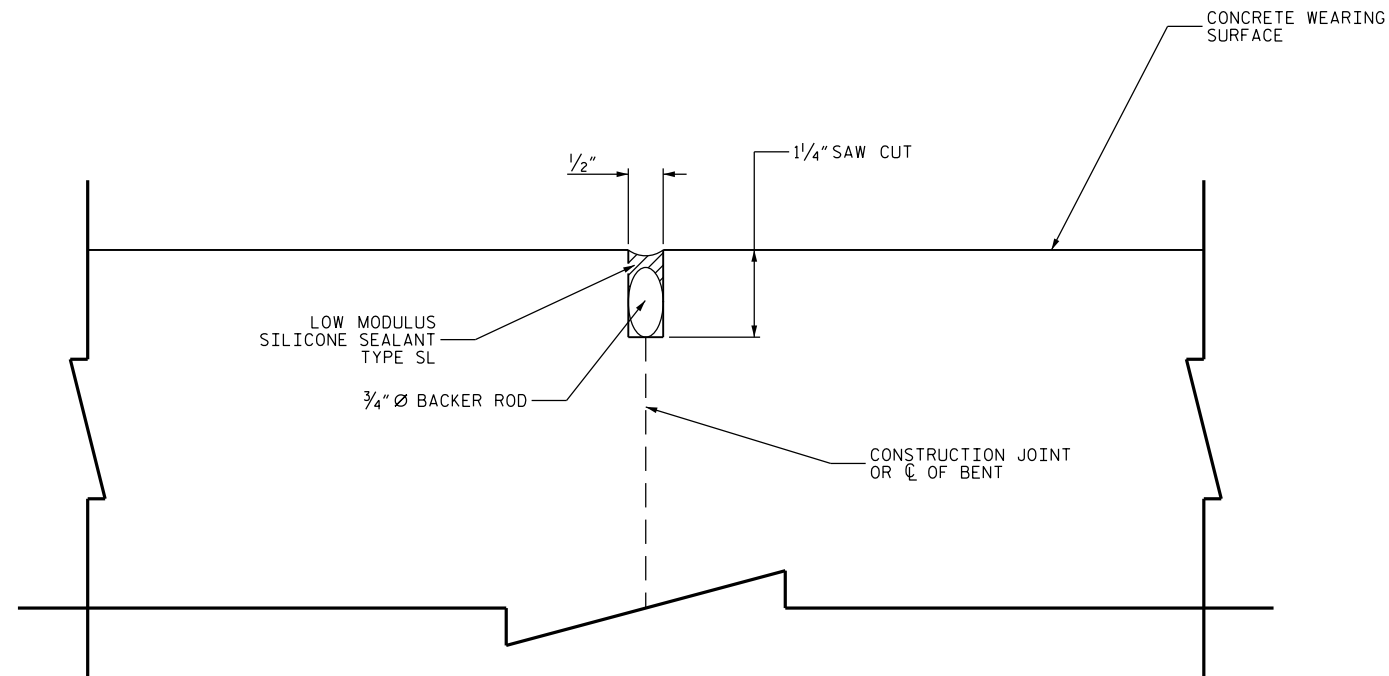 CONCRETE WEARING
SURFACE
1/2"
1 1/4" SAW CUT
LOW MODULUS
SILICONE SEALANT
TYPE SL
3/4" Ø BACKER ROD
CONSTRUCTION JOINT
OR ℄ OF BENT